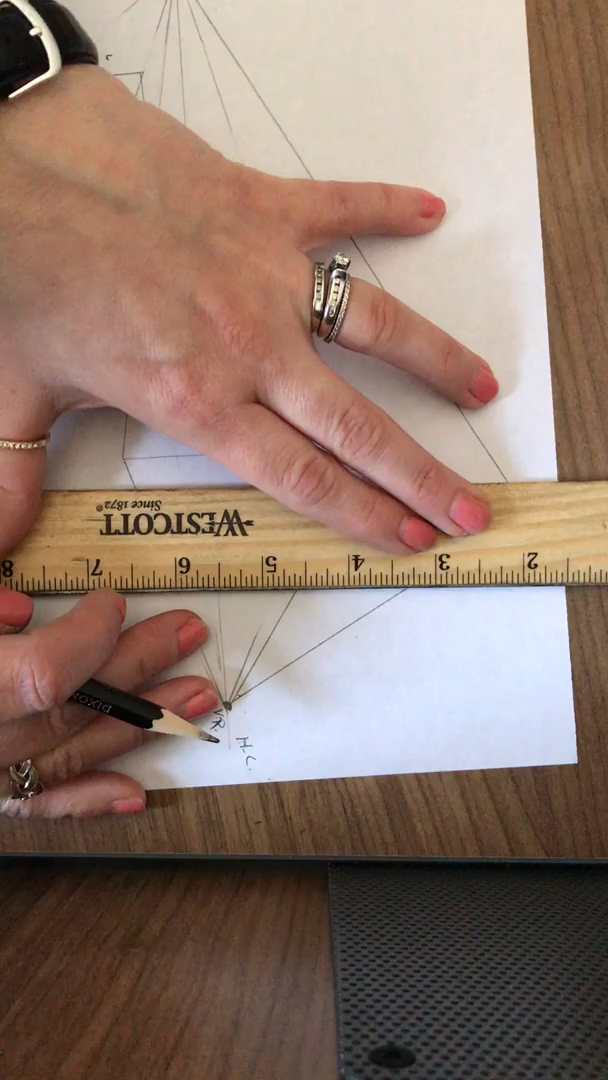 WESTCOTT®
Since 1872
8 7 6 5 4 3 2
DIXON
V.R.
H.L.